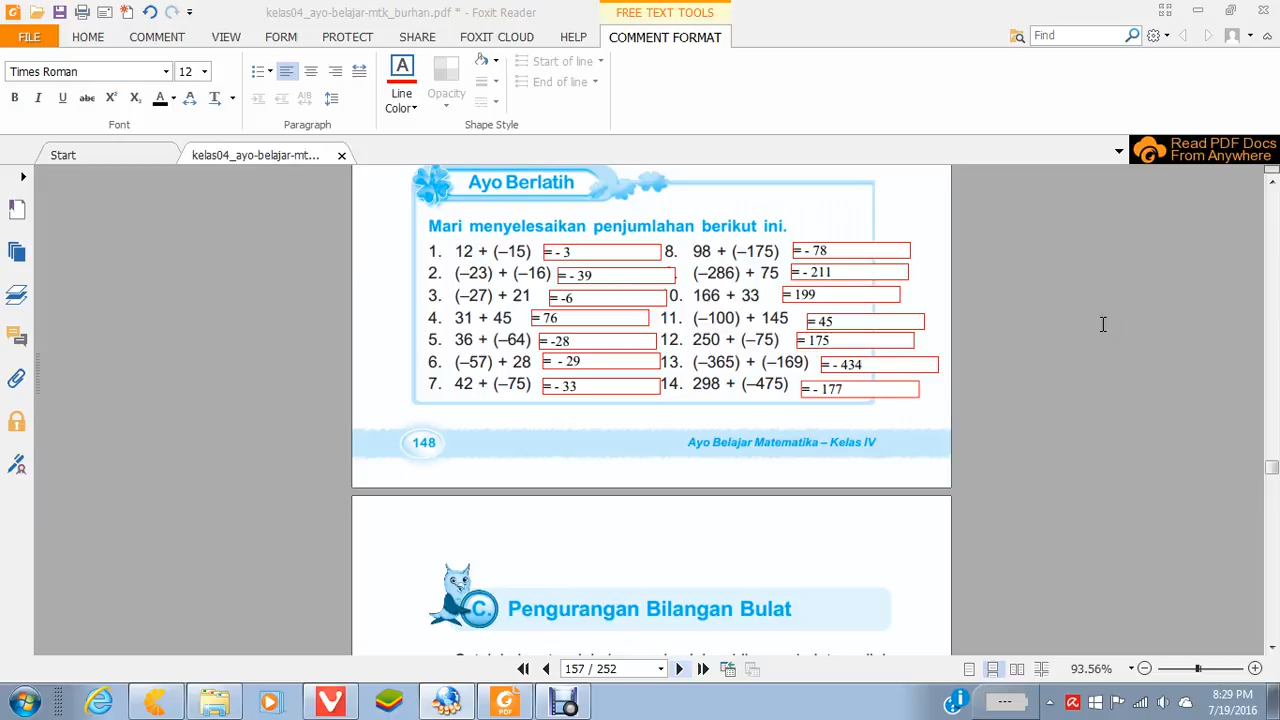 kelas04_ayo-belajar-mtk_burhan.pdf * - Foxit Reader
FREE TEXT TOOLS
FILE HOME COMMENT VIEW FORM PROTECT SHARE FOXIT CLOUD HELP COMMENT FORMAT
Find
Times Roman 12
Line Color
Opacity
Start of line
End of line
B I U abc X² X₂ A A T
Font Paragraph Shape Style
Start kelas04_ayo-belajar-mt...
Read PDF Docs
From Anywhere
Ayo Berlatih
Mari menyelesaikan penjumlahan berikut ini.
1. 12 + (–15) = - 3 8. 98 + (–175) = - 78
2. (–23) + (–16) = - 39 . (–286) + 75 = - 211
3. (–27) + 21 = -6 0. 166 + 33 = 199
4. 31 + 45 = 76 11. (–100) + 145 = 45
5. 36 + (–64) = -28 12. 250 + (–75) = 175
6. (–57) + 28 = - 29 13. (–365) + (–169) = - 434
7. 42 + (–75) = - 33 14. 298 + (–475) = - 177
148 Ayo Belajar Matematika – Kelas IV
C. Pengurangan Bilangan Bulat
157 / 252
93.56%
PDF
8:29 PM
7/19/2016